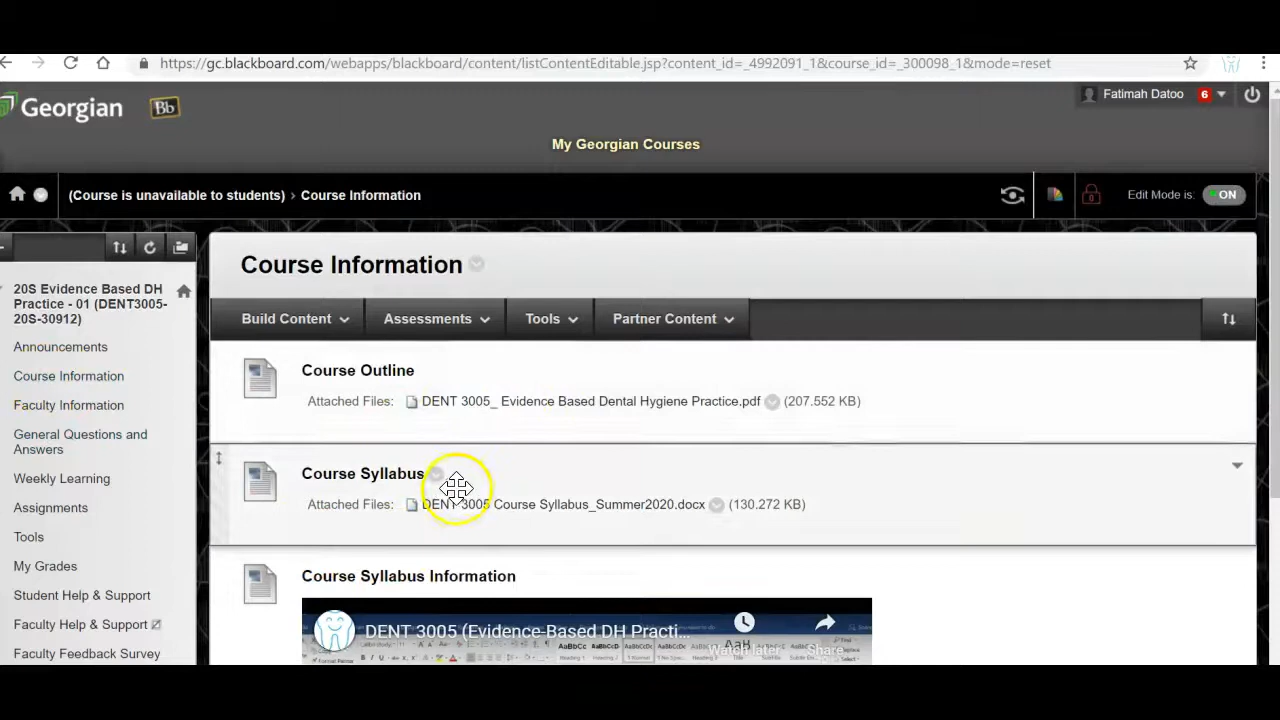 https://gc.blackboard.com/webapps/blackboard/content/listContentEditable.jsp?content_id=_4992091_1&course_id=_300098_1&mode=reset
Georgian Bb
Fatimah Datoo 6
My Georgian Courses
(Course is unavailable to students) › Course Information
Edit Mode is: ON
20S Evidence Based DH
Practice - 01 (DENT3005-
20S-30912)
Announcements
Course Information
Faculty Information
General Questions and
Answers
Weekly Learning
Assignments
Tools
My Grades
Student Help & Support
Faculty Help & Support
Faculty Feedback Survey
Course Information
Build Content Assessments Tools Partner Content
Course Outline
Attached Files: DENT 3005_ Evidence Based Dental Hygiene Practice.pdf (207.552 KB)
Course Syllabus
Attached Files: DENT 3005 Course Syllabus_Summer2020.docx (130.272 KB)
Course Syllabus Information
DENT 3005 (Evidence-Based DH Practi...
Watch later Share